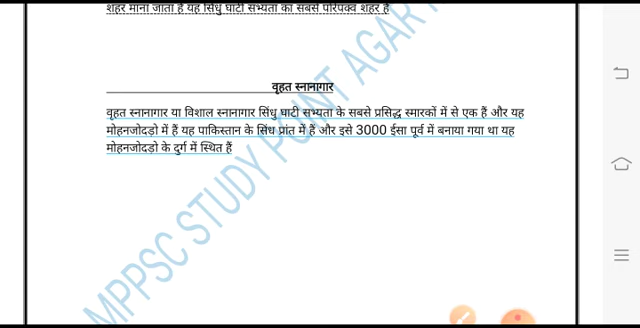 शहर माना जाता है यह सिंधु घाटी सभ्यता का सबसे परिपक्व शहर है
वृहत स्नानागार
वृहत स्नानागार या विशाल स्नानागार सिंधु घाटी सभ्यता के सबसे प्रसिद्ध स्मारकों में से एक हैं और यह
मोहनजोदड़ो में हैं यह पाकिस्तान के सिंध प्रांत में हैं और इसे 3000 ईसा पूर्व में बनाया गया था यह
मोहनजोदड़ो के दुर्ग में स्थित हैं
MPPSC STUDY POINT AGAR